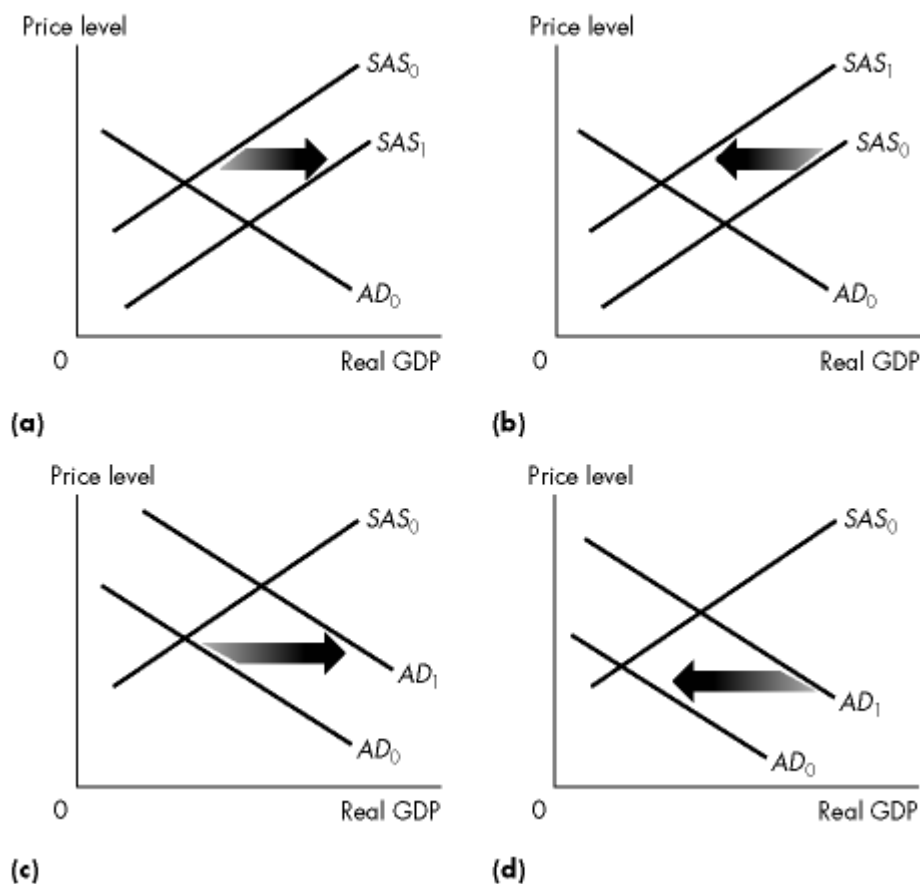 Price level
SAS₀
SAS₁
AD₀
0
Real GDP
(a)
Price level
SAS₁
SAS₀
AD₀
0
Real GDP
(b)
Price level
SAS₀
AD₁
AD₀
0
Real GDP
(c)
Price level
SAS₀
AD₁
AD₀
0
Real GDP
(d)